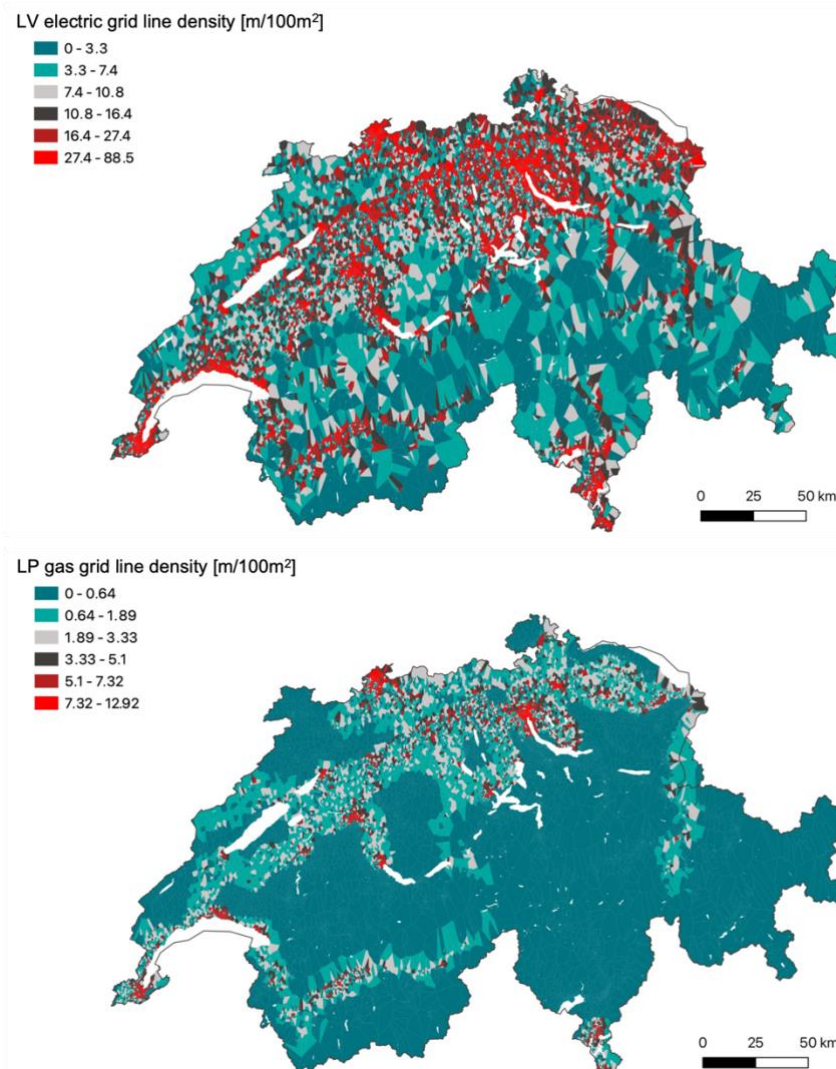 LV electric grid line density [m/100m²]
0 - 3.3
3.3 - 7.4
7.4 - 10.8
10.8 - 16.4
16.4 - 27.4
27.4 - 88.5
0 25 50 km
LP gas grid line density [m/100m²]
0 - 0.64
0.64 - 1.89
1.89 - 3.33
3.33 - 5.1
5.1 - 7.32
7.32 - 12.92
0 25 50 km